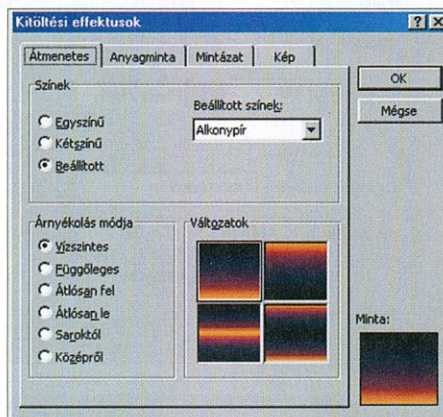 Kitöltési effektusok
Átmenetes Anyagminta Mintázat Kép
OK
Mégse
Színek
Egyszínű
Kétszínű
Beállított
Beállított színek:
Alkonypír
Árnyékolás módja
Vízszintes
Függőleges
Átlósan fel
Átlósan le
Saroktól
Középről
Változatok
Minta: